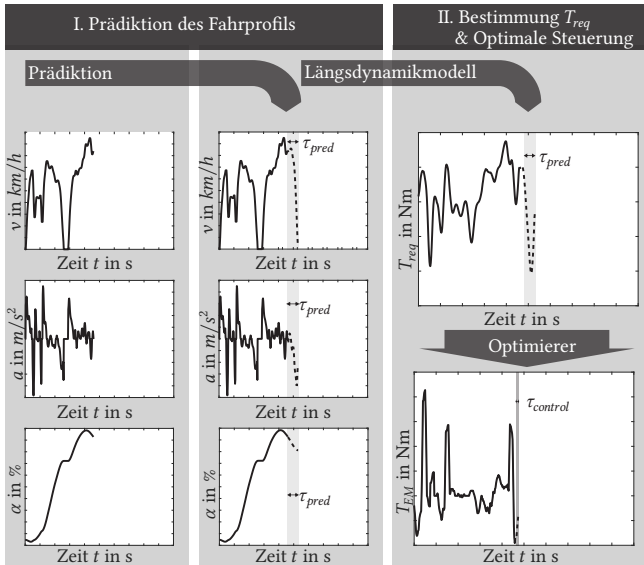 I. Prädiktion des Fahrprofils
II. Bestimmung T_req
& Optimale Steuerung
Prädiktion
Längsdynamikmodell
v in km/h
Zeit t in s
a in m/s²
Zeit t in s
α in %
Zeit t in s
τ_pred
v in km/h
Zeit t in s
τ_pred
a in m/s²
Zeit t in s
τ_pred
α in %
Zeit t in s
τ_pred
T_req in Nm
Zeit t in s
Optimierer
τ_control
T_EM in Nm
Zeit t in s